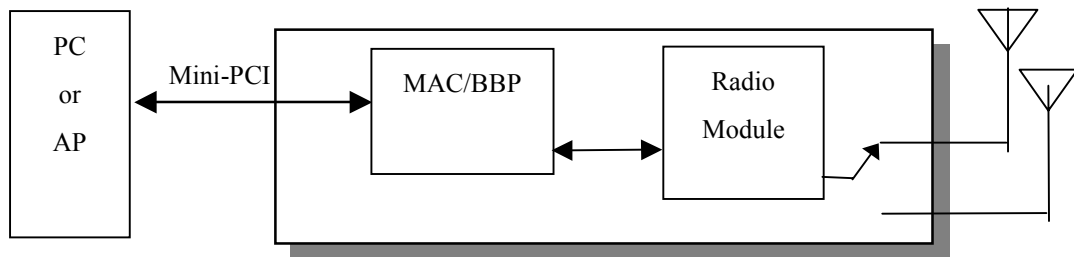 PC
or
AP
Mini-PCI
MAC/BBP
Radio
Module